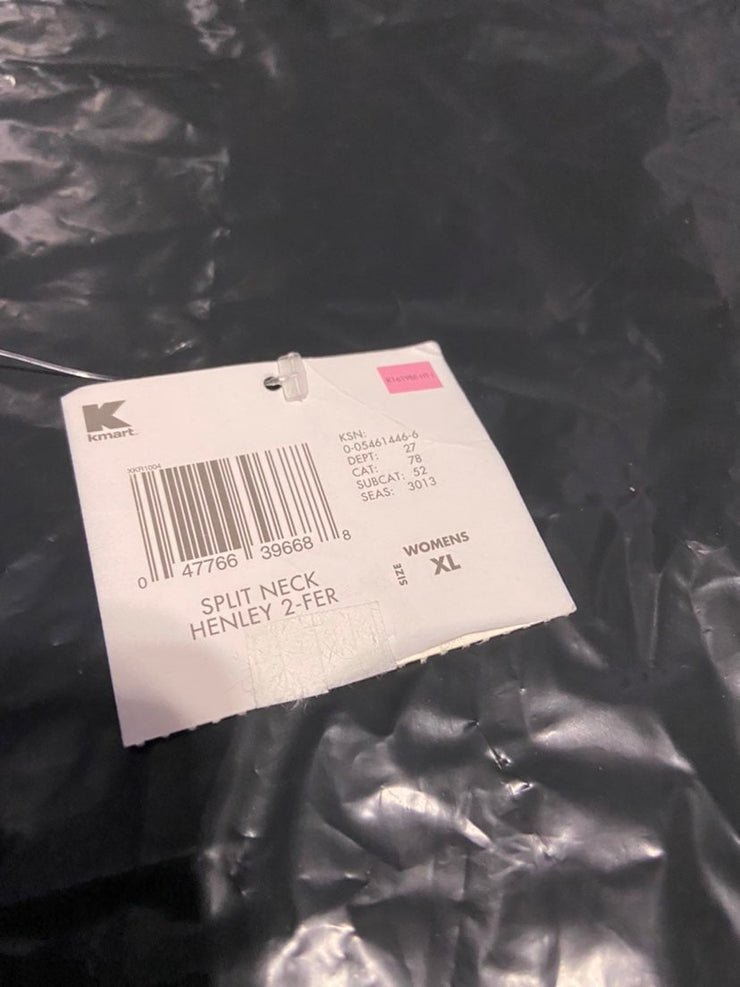 K
kmart.
XKR1004
0 47766 39668 8
SPLIT NECK
HENLEY 2-FER
KSN:
0-05461446-6
DEPT: 27
CAT: 78
SUBCAT: 52
SEAS: 3013
SIZE
WOMENS
XL